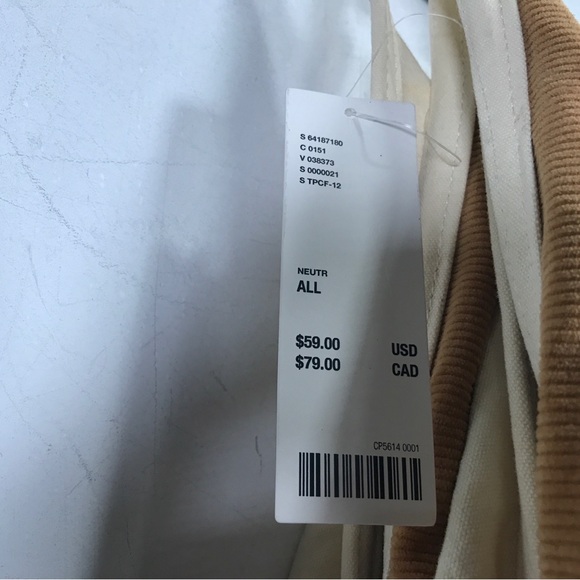 S 64187180
C 0151
V 038373
S 0000021
S TPCF-12
NEUTR
ALL
$59.00 USD
$79.00 CAD
CP5614 0001